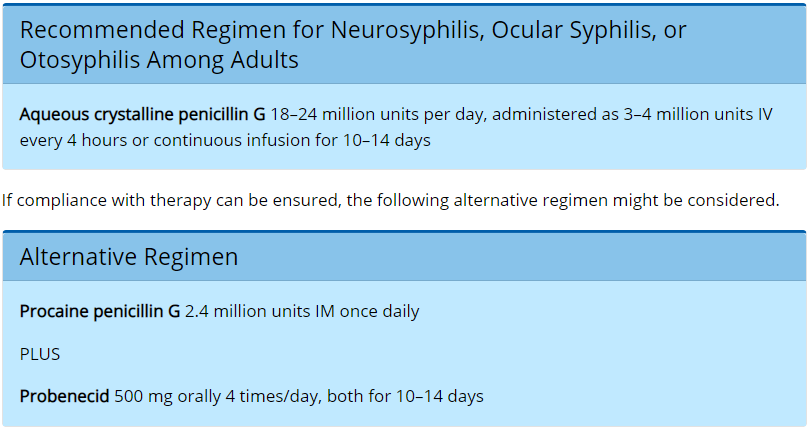 Recommended Regimen for Neurosyphilis, Ocular Syphilis, or
Otosyphilis Among Adults
Aqueous crystalline penicillin G 18–24 million units per day, administered as 3–4 million units IV
every 4 hours or continuous infusion for 10–14 days
If compliance with therapy can be ensured, the following alternative regimen might be considered.
Alternative Regimen
Procaine penicillin G 2.4 million units IM once daily
PLUS
Probenecid 500 mg orally 4 times/day, both for 10–14 days